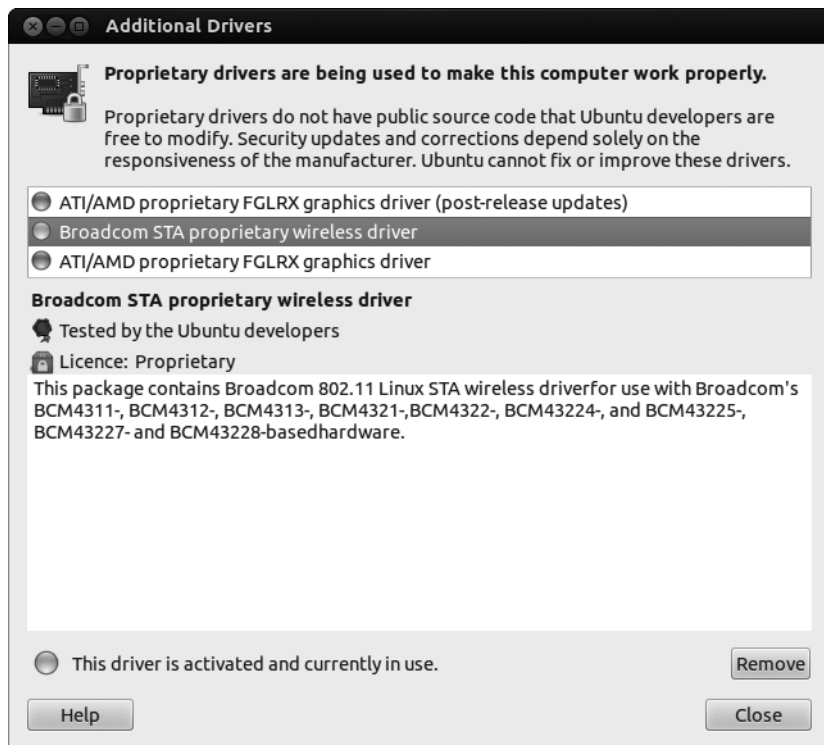 Additional Drivers
Proprietary drivers are being used to make this computer work properly.
Proprietary drivers do not have public source code that Ubuntu developers are
free to modify. Security updates and corrections depend solely on the
responsiveness of the manufacturer. Ubuntu cannot fix or improve these drivers.
ATI/AMD proprietary FGLRX graphics driver (post-release updates)
Broadcom STA proprietary wireless driver
ATI/AMD proprietary FGLRX graphics driver
Broadcom STA proprietary wireless driver
Tested by the Ubuntu developers
Licence: Proprietary
This package contains Broadcom 802.11 Linux STA wireless driverfor use with Broadcom's
BCM4311-, BCM4312-, BCM4313-, BCM4321-,BCM4322-, BCM43224-, and BCM43225-,
BCM43227- and BCM43228-basedhardware.
This driver is activated and currently in use.
Remove
Help
Close